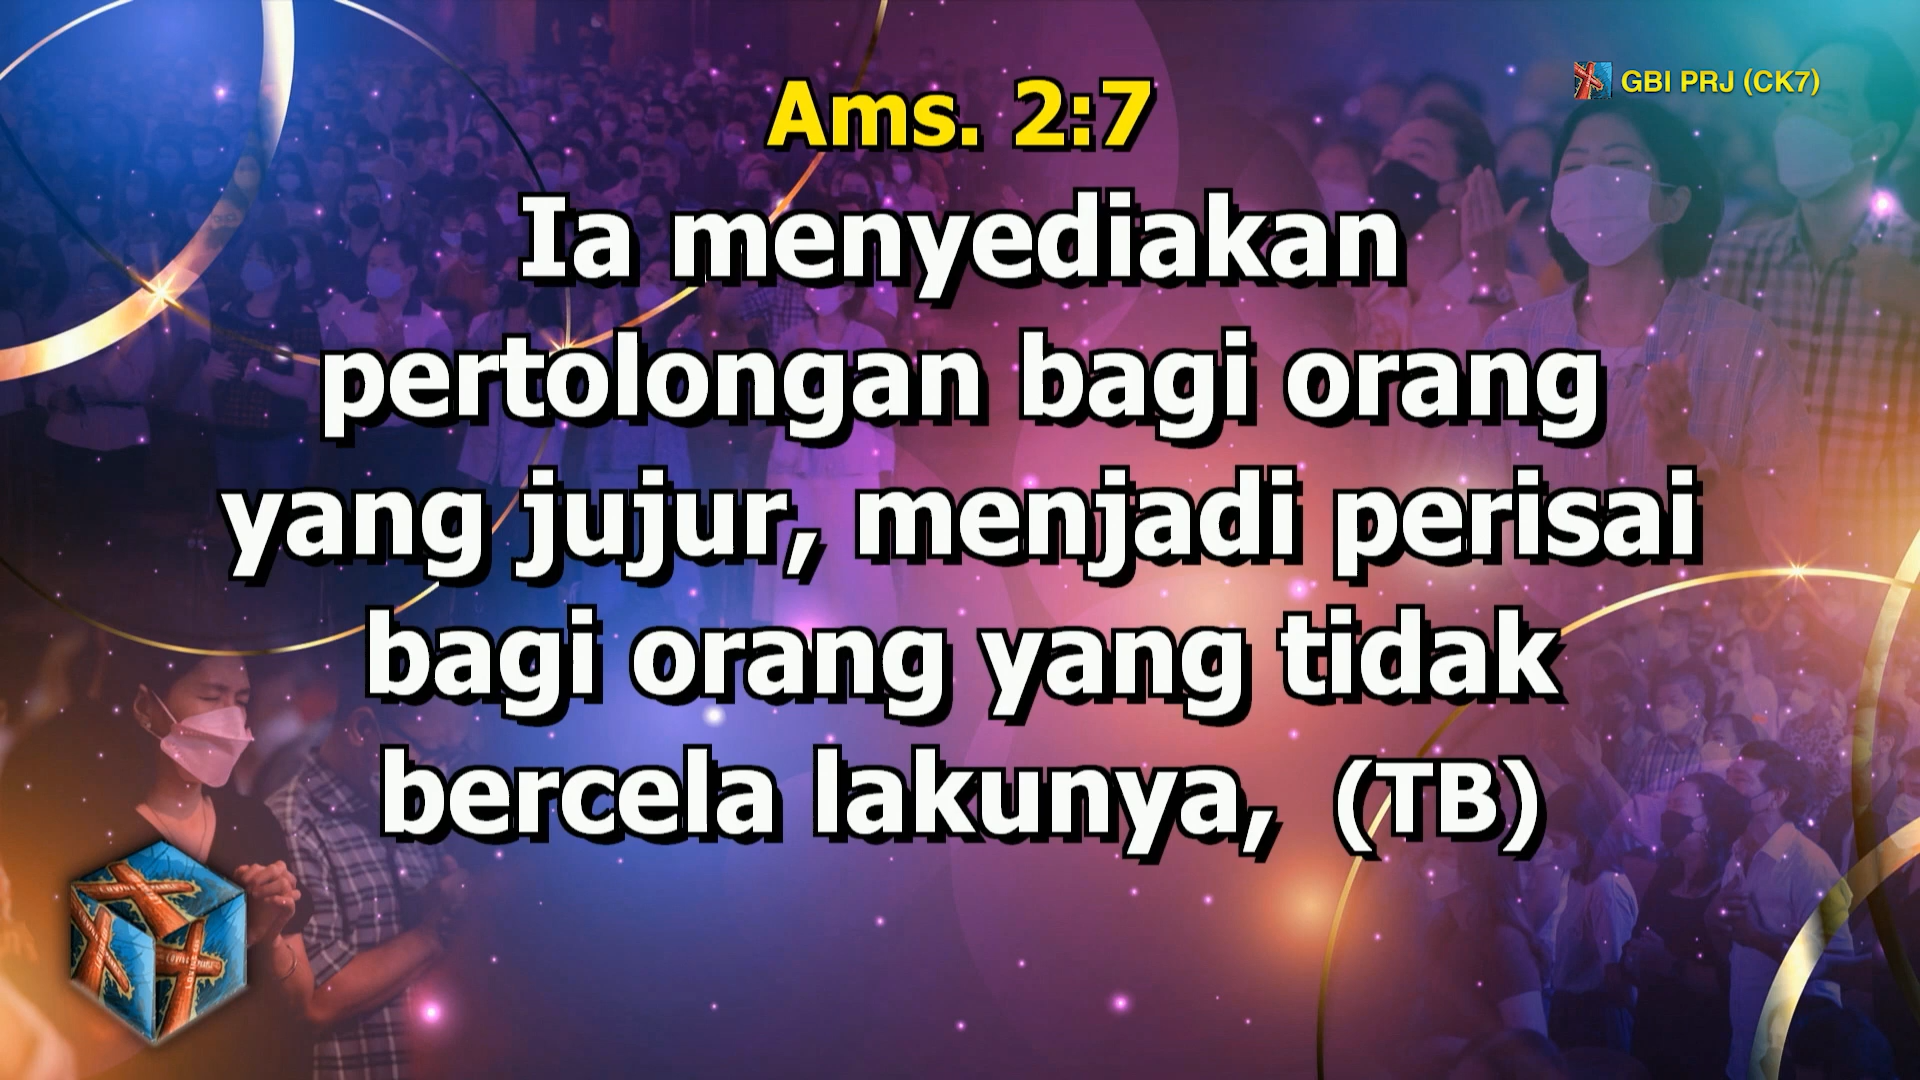 GBI PRJ (CK7)
Ams. 2:7
Ia menyediakan
pertolongan bagi orang
yang jujur, menjadi perisai
bagi orang yang tidak
bercela lakunya, (TB)